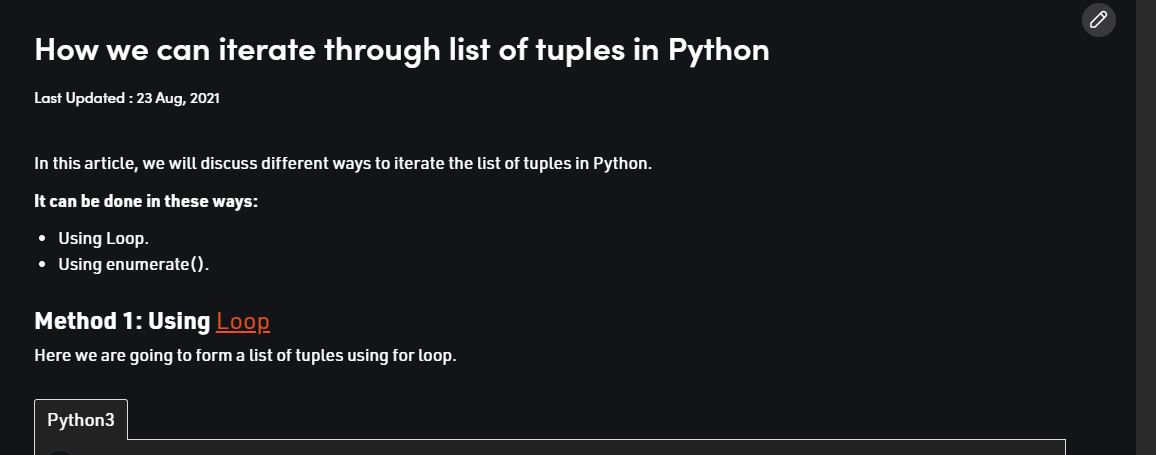 How we can iterate through list of tuples in Python
Last Updated : 23 Aug, 2021
In this article, we will discuss different ways to iterate the list of tuples in Python.
It can be done in these ways:
• Using Loop.
• Using enumerate().
Method 1: Using Loop
Here we are going to form a list of tuples using for loop.
Python3